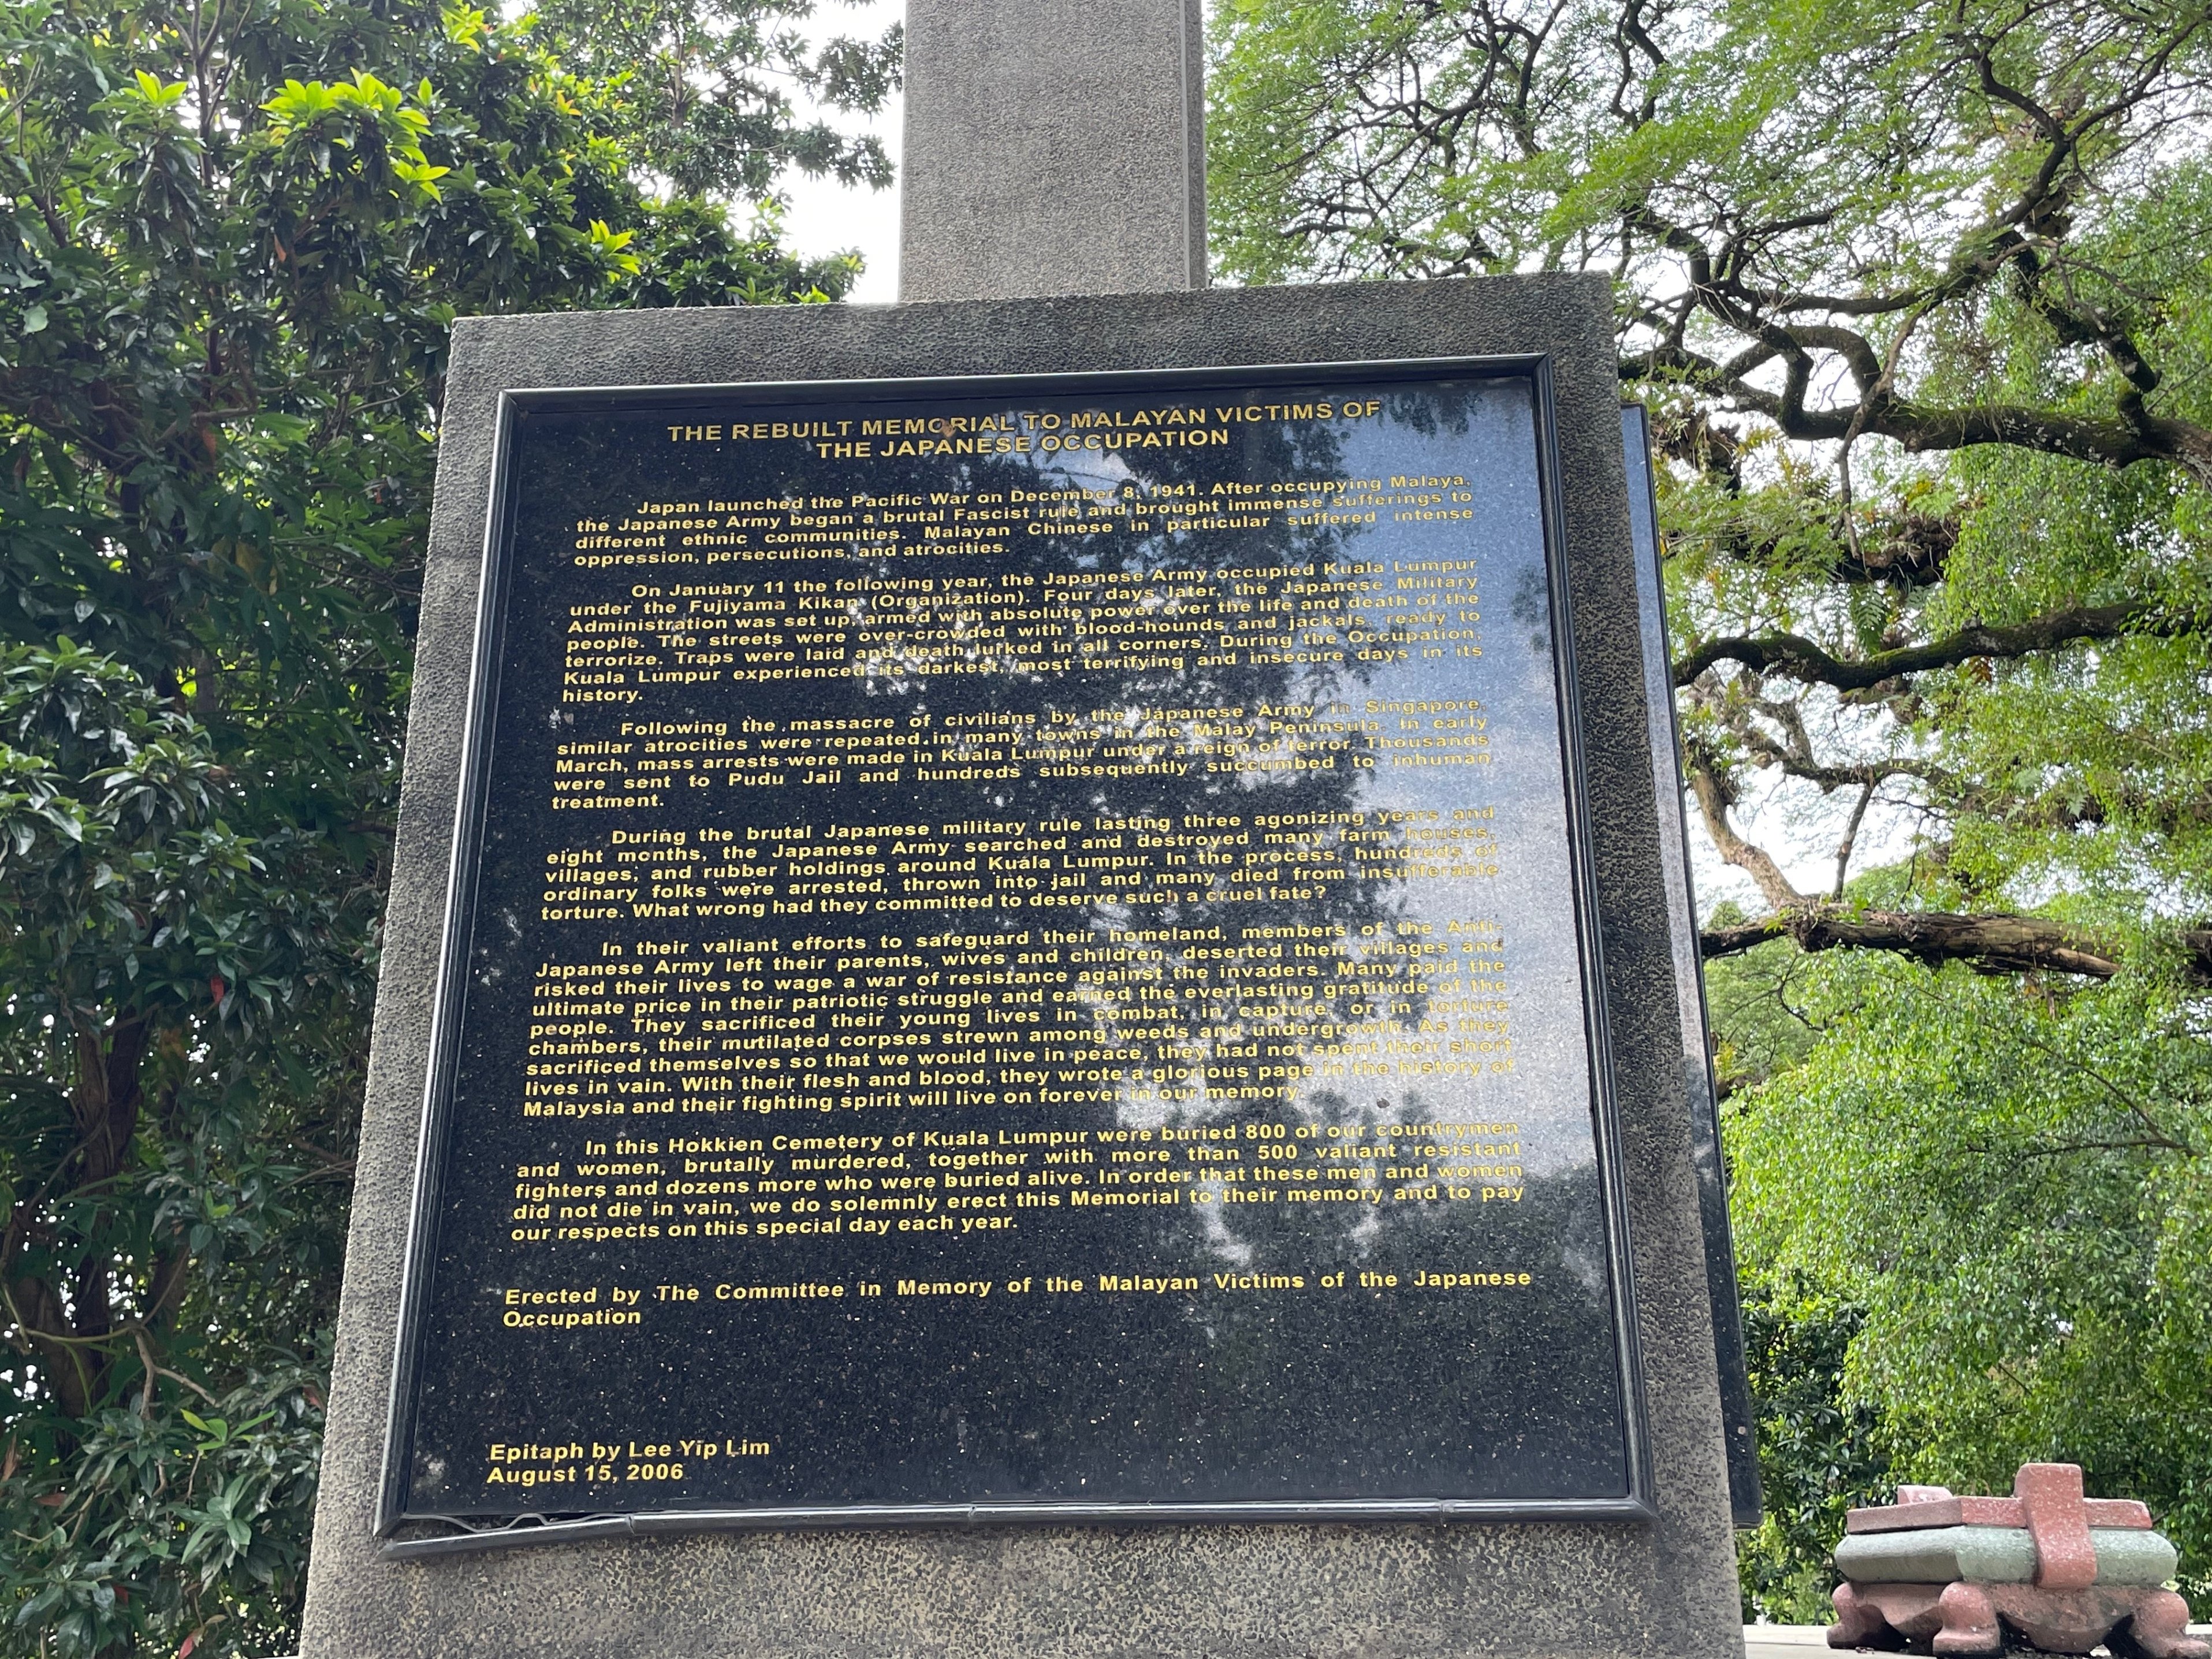 THE REBUILT MEMORIAL TO MALAYAN VICTIMS OF
THE JAPANESE OCCUPATION
Japan launched the Pacific War on December 8, 1941. After occupying Malaya,
the Japanese Army began a brutal Fascist rule and brought immense sufferings to
different ethnic communities. Malayan Chinese in particular suffered intense
oppression, persecutions, and atrocities.
On January 11 the following year, the Japanese Army occupied Kuala Lumpur
under the Fujiyama Kikan (Organization). Four days later, the Japanese Military
Administration was set up, armed with absolute power over the life and death of the
people. The streets were over-crowded with blood-hounds and jackals, ready to
terrorize. Traps were laid and death lurked in all corners. During the Occupation,
Kuala Lumpur experienced its darkest, most terrifying and insecure days in its
history.
Following the massacre of civilians by the Japanese Army in Singapore,
similar atrocities were repeated in many towns in the Malay Peninsula. In early
March, mass arrests were made in Kuala Lumpur under a reign of terror. Thousands
were sent to Pudu Jail and hundreds subsequently succumbed to inhuman
treatment.
During the brutal Japanese military rule lasting three agonizing years and
eight months, the Japanese Army searched and destroyed many farm houses,
villages, and rubber holdings around Kuala Lumpur. In the process, hundreds of
ordinary folks were arrested, thrown into jail and many died from insufferable
torture. What wrong had they committed to deserve such a cruel fate?
In their valiant efforts to safeguard their homeland, members of the Anti-
Japanese Army left their parents, wives and children, deserted their villages and
risked their lives to wage a war of resistance against the invaders. Many paid the
ultimate price in their patriotic struggle and earned the everlasting gratitude of the
people. They sacrificed their young lives in combat, in capture, or in torture
chambers, their mutilated corpses strewn among weeds and undergrowth. As they
sacrificed themselves so that we would live in peace, they had not spent their short
lives in vain. With their flesh and blood, they wrote a glorious page in the history of
Malaysia and their fighting spirit will live on forever in our memory.
In this Hokkien Cemetery of Kuala Lumpur were buried 800 of our countrymen
and women, brutally murdered, together with more than 500 valiant resistant
fighters and dozens more who were buried alive. In order that these men and women
did not die in vain, we do solemnly erect this Memorial to their memory and to pay
our respects on this special day each year.
Erected by The Committee in Memory of the Malayan Victims of the Japanese
Occupation
Epitaph by Lee Yip Lim
August 15, 2006